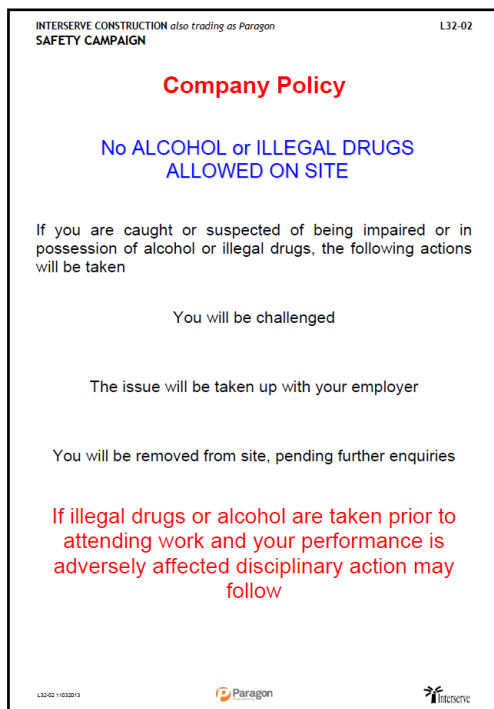 INTERSERVE CONSTRUCTION also trading as Paragon L32-02
SAFETY CAMPAIGN
Company Policy
No ALCOHOL or ILLEGAL DRUGS
ALLOWED ON SITE
If you are caught or suspected of being impaired or in
possession of alcohol or illegal drugs, the following actions
will be taken
You will be challenged
The issue will be taken up with your employer
You will be removed from site, pending further enquiries
If illegal drugs or alcohol are taken prior to
attending work and your performance is
adversely affected disciplinary action may
follow
L32-02 11032013 Paragon Interserve